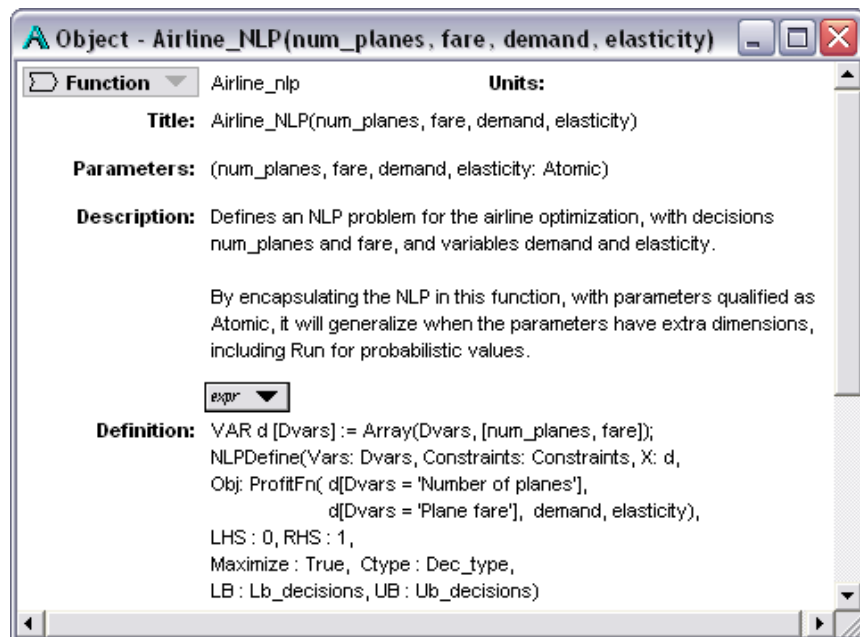 Object - Airline_NLP(num_planes, fare, demand, elasticity)
Function Airline_nlp Units:
Title: Airline_NLP(num_planes, fare, demand, elasticity)
Parameters: (num_planes, fare, demand, elasticity: Atomic)
Description: Defines an NLP problem for the airline optimization, with decisions
num_planes and fare, and variables demand and elasticity.
By encapsulating the NLP in this function, with parameters qualified as
Atomic, it will generalize when the parameters have extra dimensions,
including Run for probabilistic values.
expr
Definition: VAR d [Dvars] := Array(Dvars, [num_planes, fare]);
NLPDefine(Vars: Dvars, Constraints: Constraints, X: d,
Obj: ProfitFn( d[Dvars = 'Number of planes'],
d[Dvars = 'Plane fare'], demand, elasticity),
LHS : 0, RHS : 1,
Maximize : True, Ctype : Dec_type,
LB : Lb_decisions, UB : Ub_decisions)